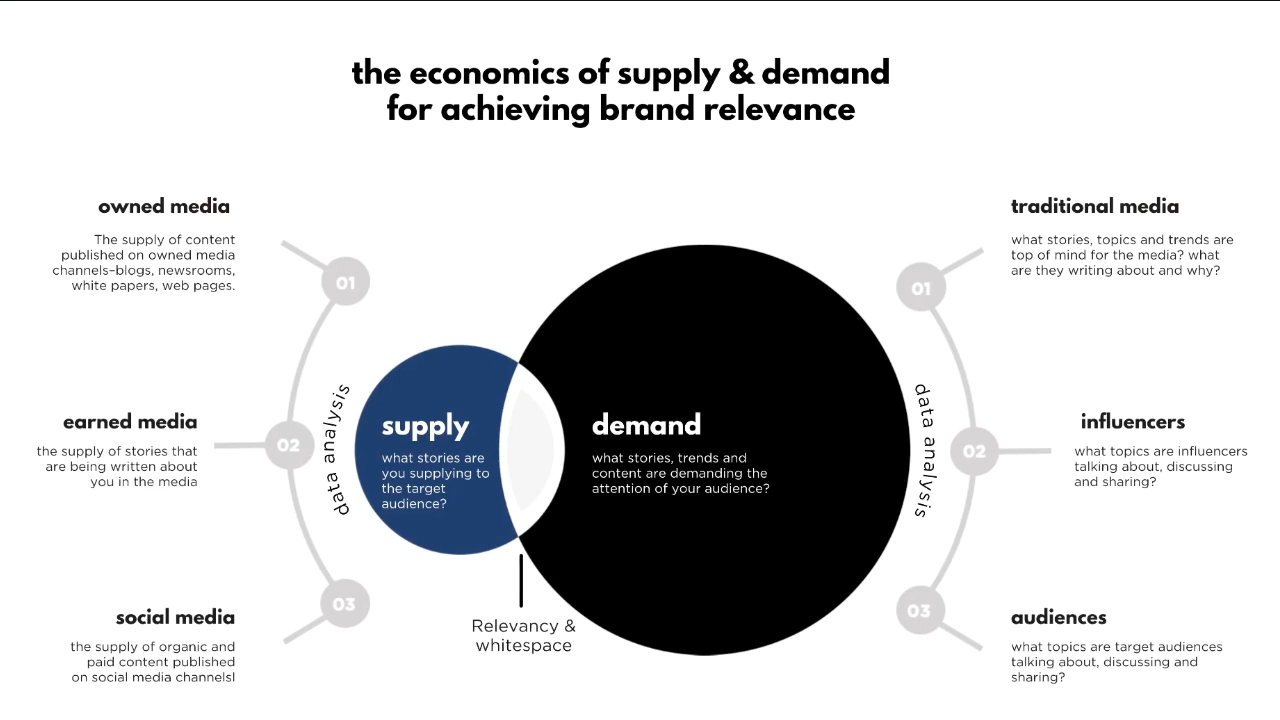 the economics of supply & demand
for achieving brand relevance
owned media
The supply of content
published on owned media
channels–blogs, newsrooms,
white papers, web pages.
01
earned media
the supply of stories that
are being written about
you in the media
02
social media
the supply of organic and
paid content published
on social media channelsl
03
data analysis
supply
what stories are
you supplying to
the target
audience?
Relevancy &
whitespace
demand
what stories, trends and
content are demanding the
attention of your audience?
data analysis
traditional media
what stories, topics and trends are
top of mind for the media? what
are they writing about and why?
01
influencers
what topics are influencers
talking about, discussing
and sharing?
02
audiences
what topics are target audiences
talking about, discussing and
sharing?
03